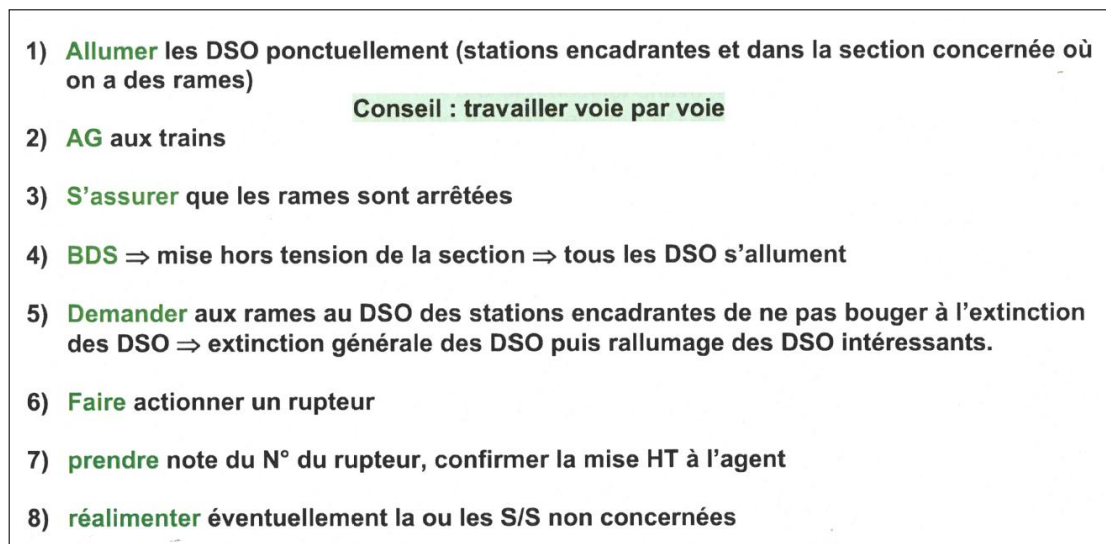 1) Allumer les DSO ponctuellement (stations encadrantes et dans la section concernée où
on a des rames)
Conseil : travailler voie par voie
2) AG aux trains
3) S'assurer que les rames sont arrêtées
4) BDS ⇒ mise hors tension de la section ⇒ tous les DSO s'allument
5) Demander aux rames au DSO des stations encadrantes de ne pas bouger à l'extinction
des DSO ⇒ extinction générale des DSO puis rallumage des DSO intéressants.
6) Faire actionner un rupteur
7) prendre note du N° du rupteur, confirmer la mise HT à l'agent
8) réalimenter éventuellement la ou les S/S non concernées